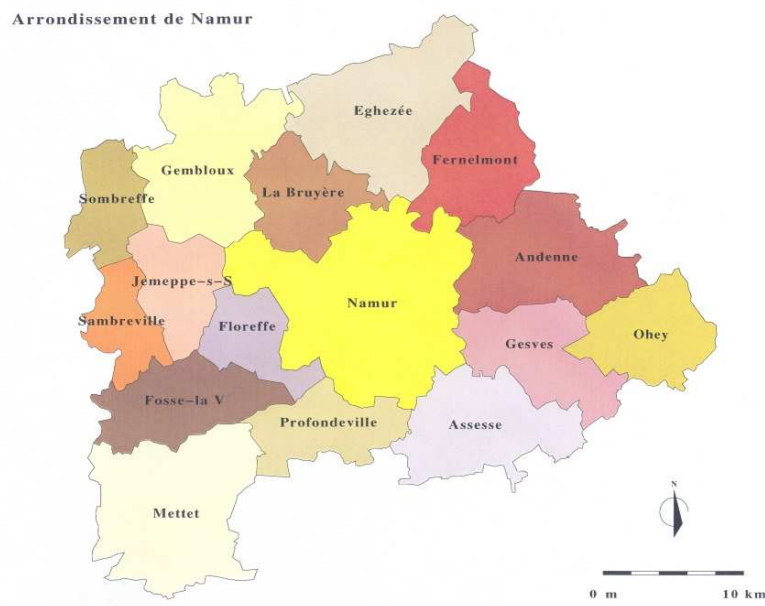 Arrondissement de Namur
Eghezée
Fernelmont
Gembloux
La Bruyère
Sombreffe
Andenne
Jemeppe-s-S
Namur
Sambreville
Floreffe
Gesves
Ohey
Fosse-la V
Profondeville
Assesse
Mettet
N
0 m 10 km